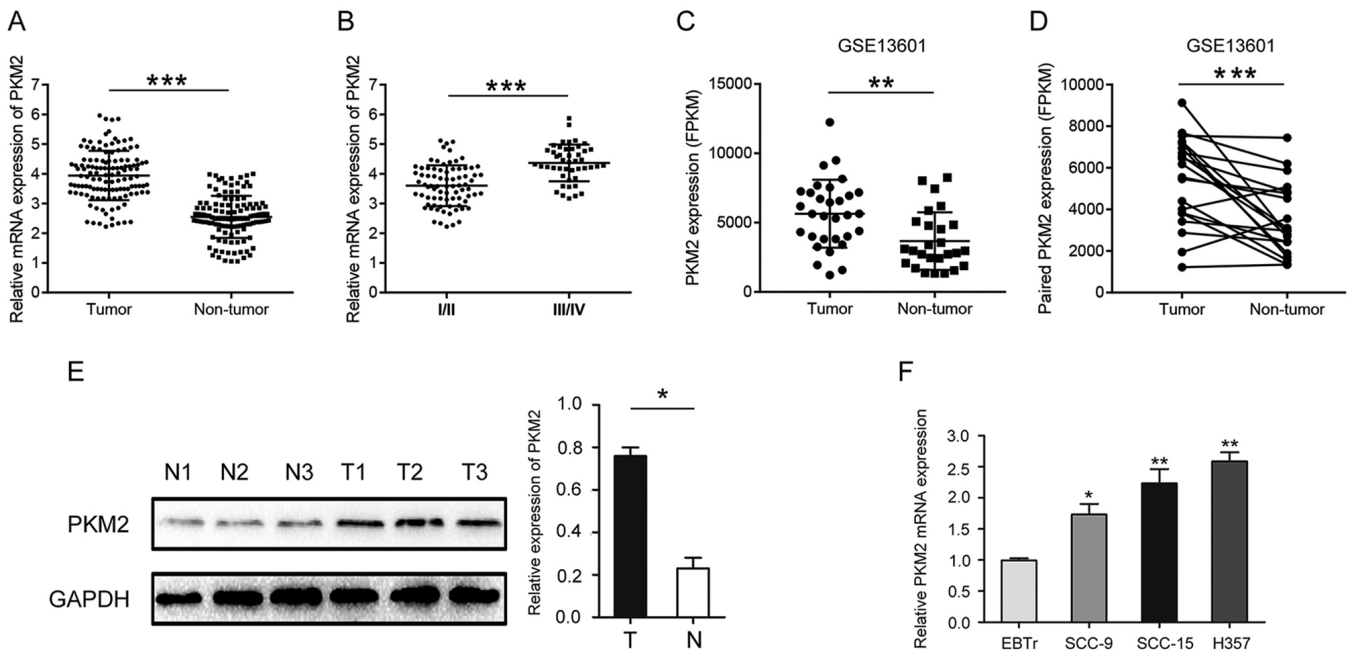 A
Relative mRNA expression of PKM2
7
6
5
4
3
2
1
0
***
Tumor
Non-tumor
B
Relative mRNA expression of PKM2
7
6
5
4
3
2
1
0
***
I/II
III/IV
C
GSE13601
PKM2 expression (FPKM)
15000
10000
5000
0
**
Tumor
Non-tumor
D
GSE13601
Paired PKM2 expression (FPKM)
10000
8000
6000
4000
2000
0
***
Tumor
Non-tumor
E
N1 N2 N3 T1 T2 T3
PKM2
GAPDH
Relative expression of PKM2
1.0
0.8
0.6
0.4
0.2
0.0
*
T
N
F
Relative PKM2 mRNA expression
3.0
2.5
2.0
1.5
1.0
0.5
0.0
*
**
**
EBTr
SCC-9
SCC-15
H357